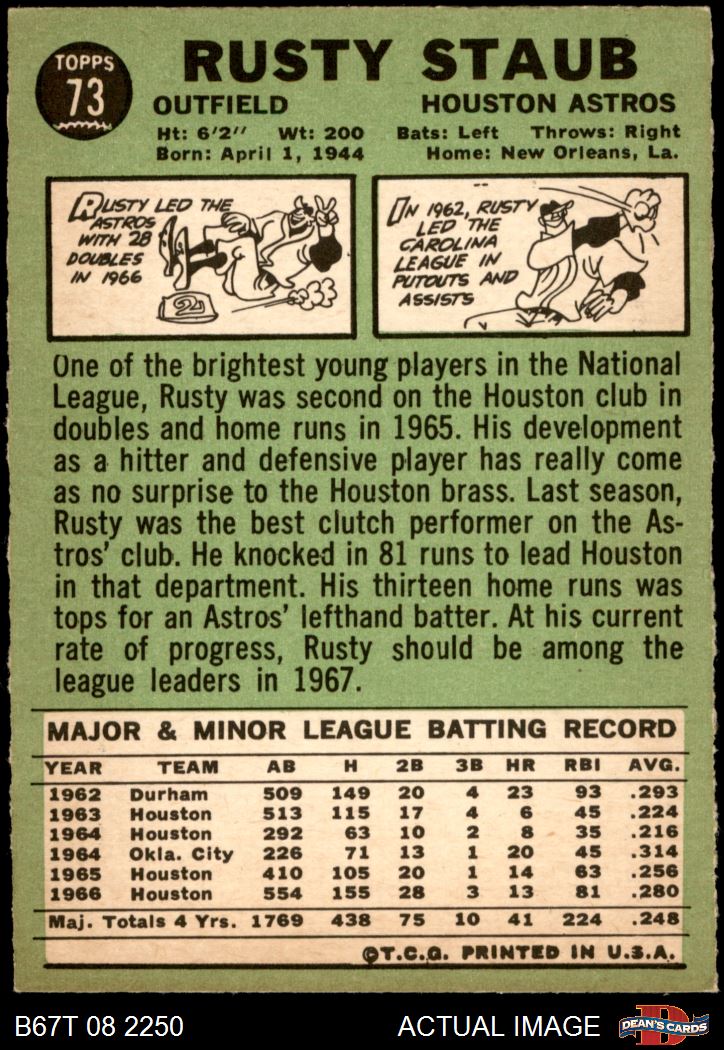 TOPPS
73
RUSTY STAUB
OUTFIELD HOUSTON ASTROS
Ht: 6'2" Wt: 200 Bats: Left Throws: Right
Born: April 1, 1944 Home: New Orleans, La.
RUSTY LED THE
ASTROS
WITH 28
DOUBLES
IN 1966
2
IN 1962, RUSTY
LED THE
CAROLINA
LEAGUE IN
PUTOUTS AND
ASSISTS
One of the brightest young players in the National
League, Rusty was second on the Houston club in
doubles and home runs in 1965. His development
as a hitter and defensive player has really come
as no surprise to the Houston brass. Last season,
Rusty was the best clutch performer on the As-
tros' club. He knocked in 81 runs to lead Houston
in that department. His thirteen home runs was
tops for an Astros' lefthand batter. At his current
rate of progress, Rusty should be among the
league leaders in 1967.
MAJOR & MINOR LEAGUE BATTING RECORD
YEAR TEAM AB H 2B 3B HR RBI AVG.
1962 Durham 509 149 20 4 23 93 .293
1963 Houston 513 115 17 4 6 45 .224
1964 Houston 292 63 10 2 8 35 .216
1964 Okla. City 226 71 13 1 20 45 .314
1965 Houston 410 105 20 1 14 63 .256
1966 Houston 554 155 28 3 13 81 .280
Maj. Totals 4 Yrs. 1769 438 75 10 41 224 .248
©T.C.G. PRINTED IN U.S.A.
B67T 08 2250 ACTUAL IMAGE D DEAN'S CARDS